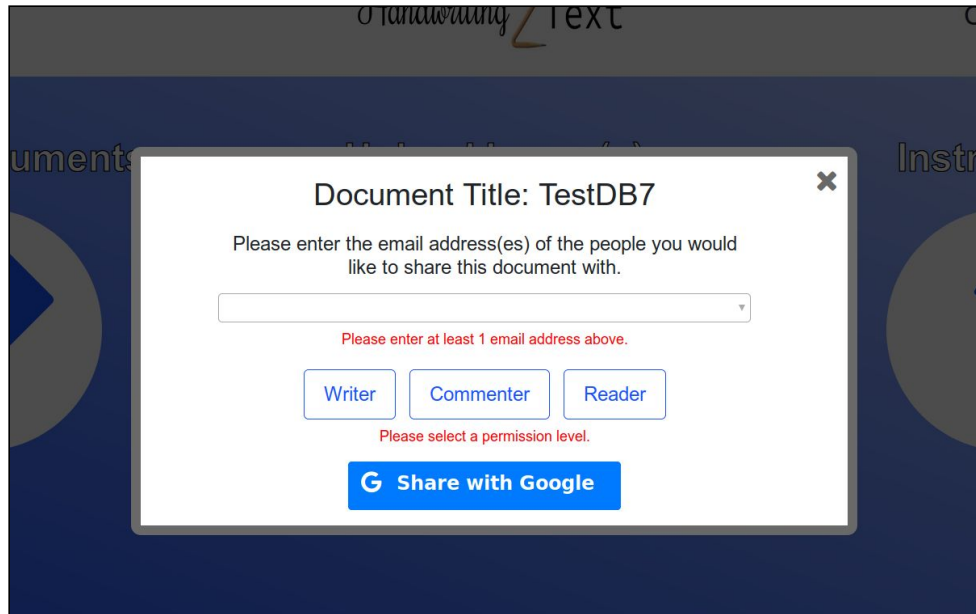 Handwriting 2 Text
Document Title: TestDB7
Please enter the email address(es) of the people you would
like to share this document with.
Please enter at least 1 email address above.
Writer Commenter Reader
Please select a permission level.
G Share with Google